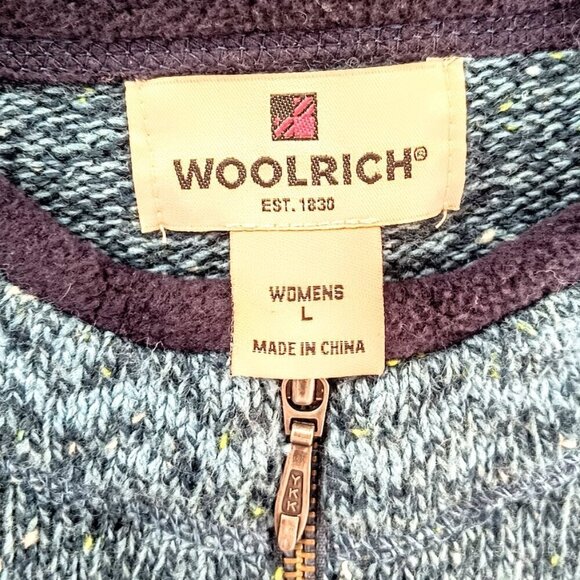 WOOLRICH®
EST. 1830
WOMENS
L
MADE IN CHINA
YKK